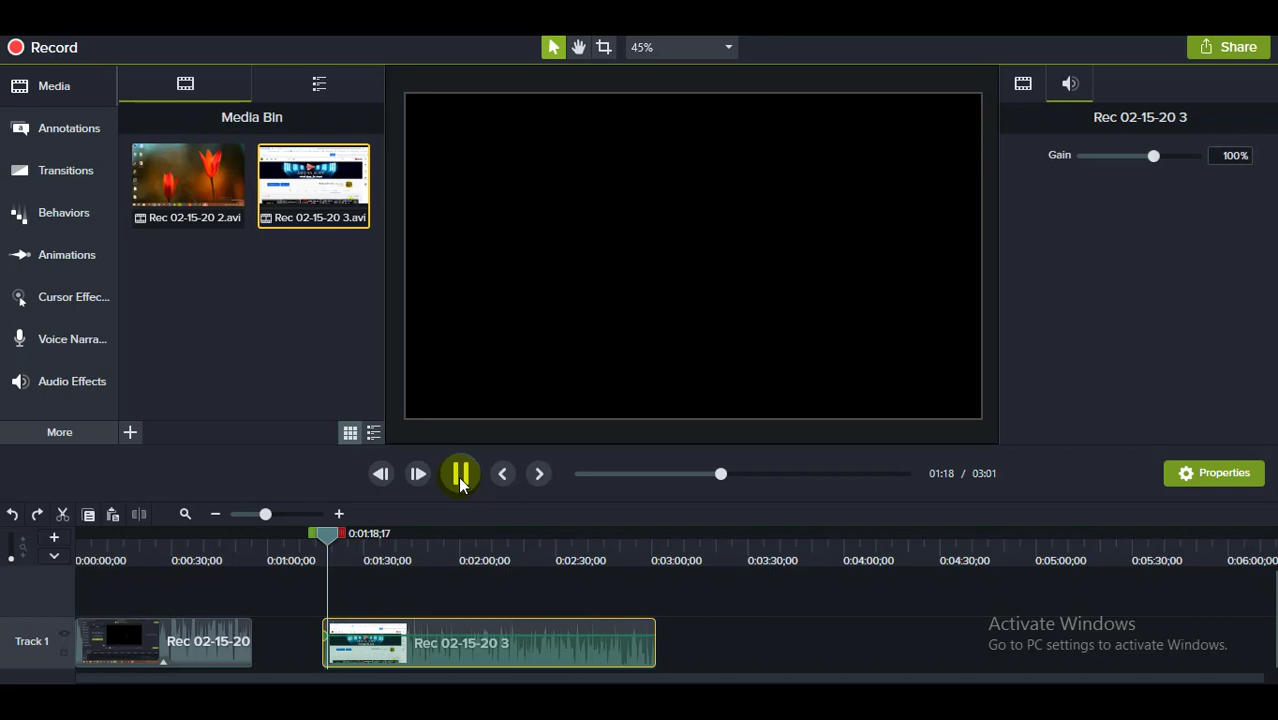 Record
45%
Share
Media
Media Bin
Rec 02-15-20 3
Annotations
Gain
100%
Transitions
Behaviors
Rec 02-15-20 2.avi
Rec 02-15-20 3.avi
Animations
Cursor Effec...
Voice Narra...
Audio Effects
More
01:18 / 03:01
Properties
0:01:18;17
0:00:00;00 0:00:30;00 0:01:00;00 0:01:30;00 0:02:00;00 0:02:30;00 0:03:00;00 0:03:30;00 0:04:00;00 0:04:30;00 0:05:00;00 0:05:30;00 0:06:00;00
Track 1
Rec 02-15-20
Rec 02-15-20 3
Activate Windows
Go to PC settings to activate Windows.